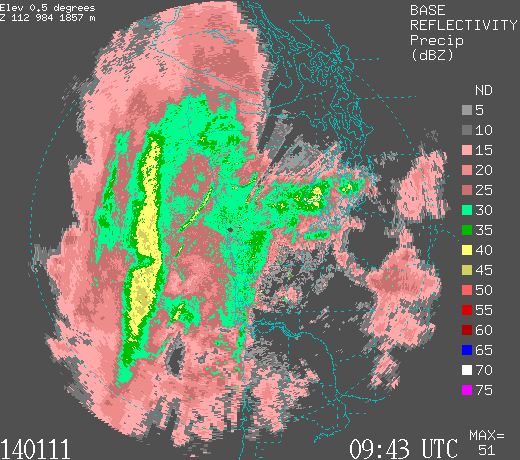 Elev 0.5 degrees
Z 112 984 1857 m
BASE
REFLECTIVITY
Precip
(dBZ)
ND
5
10
15
20
25
30
35
40
45
50
55
60
65
70
75
MAX=
51
140111
09:43 UTC